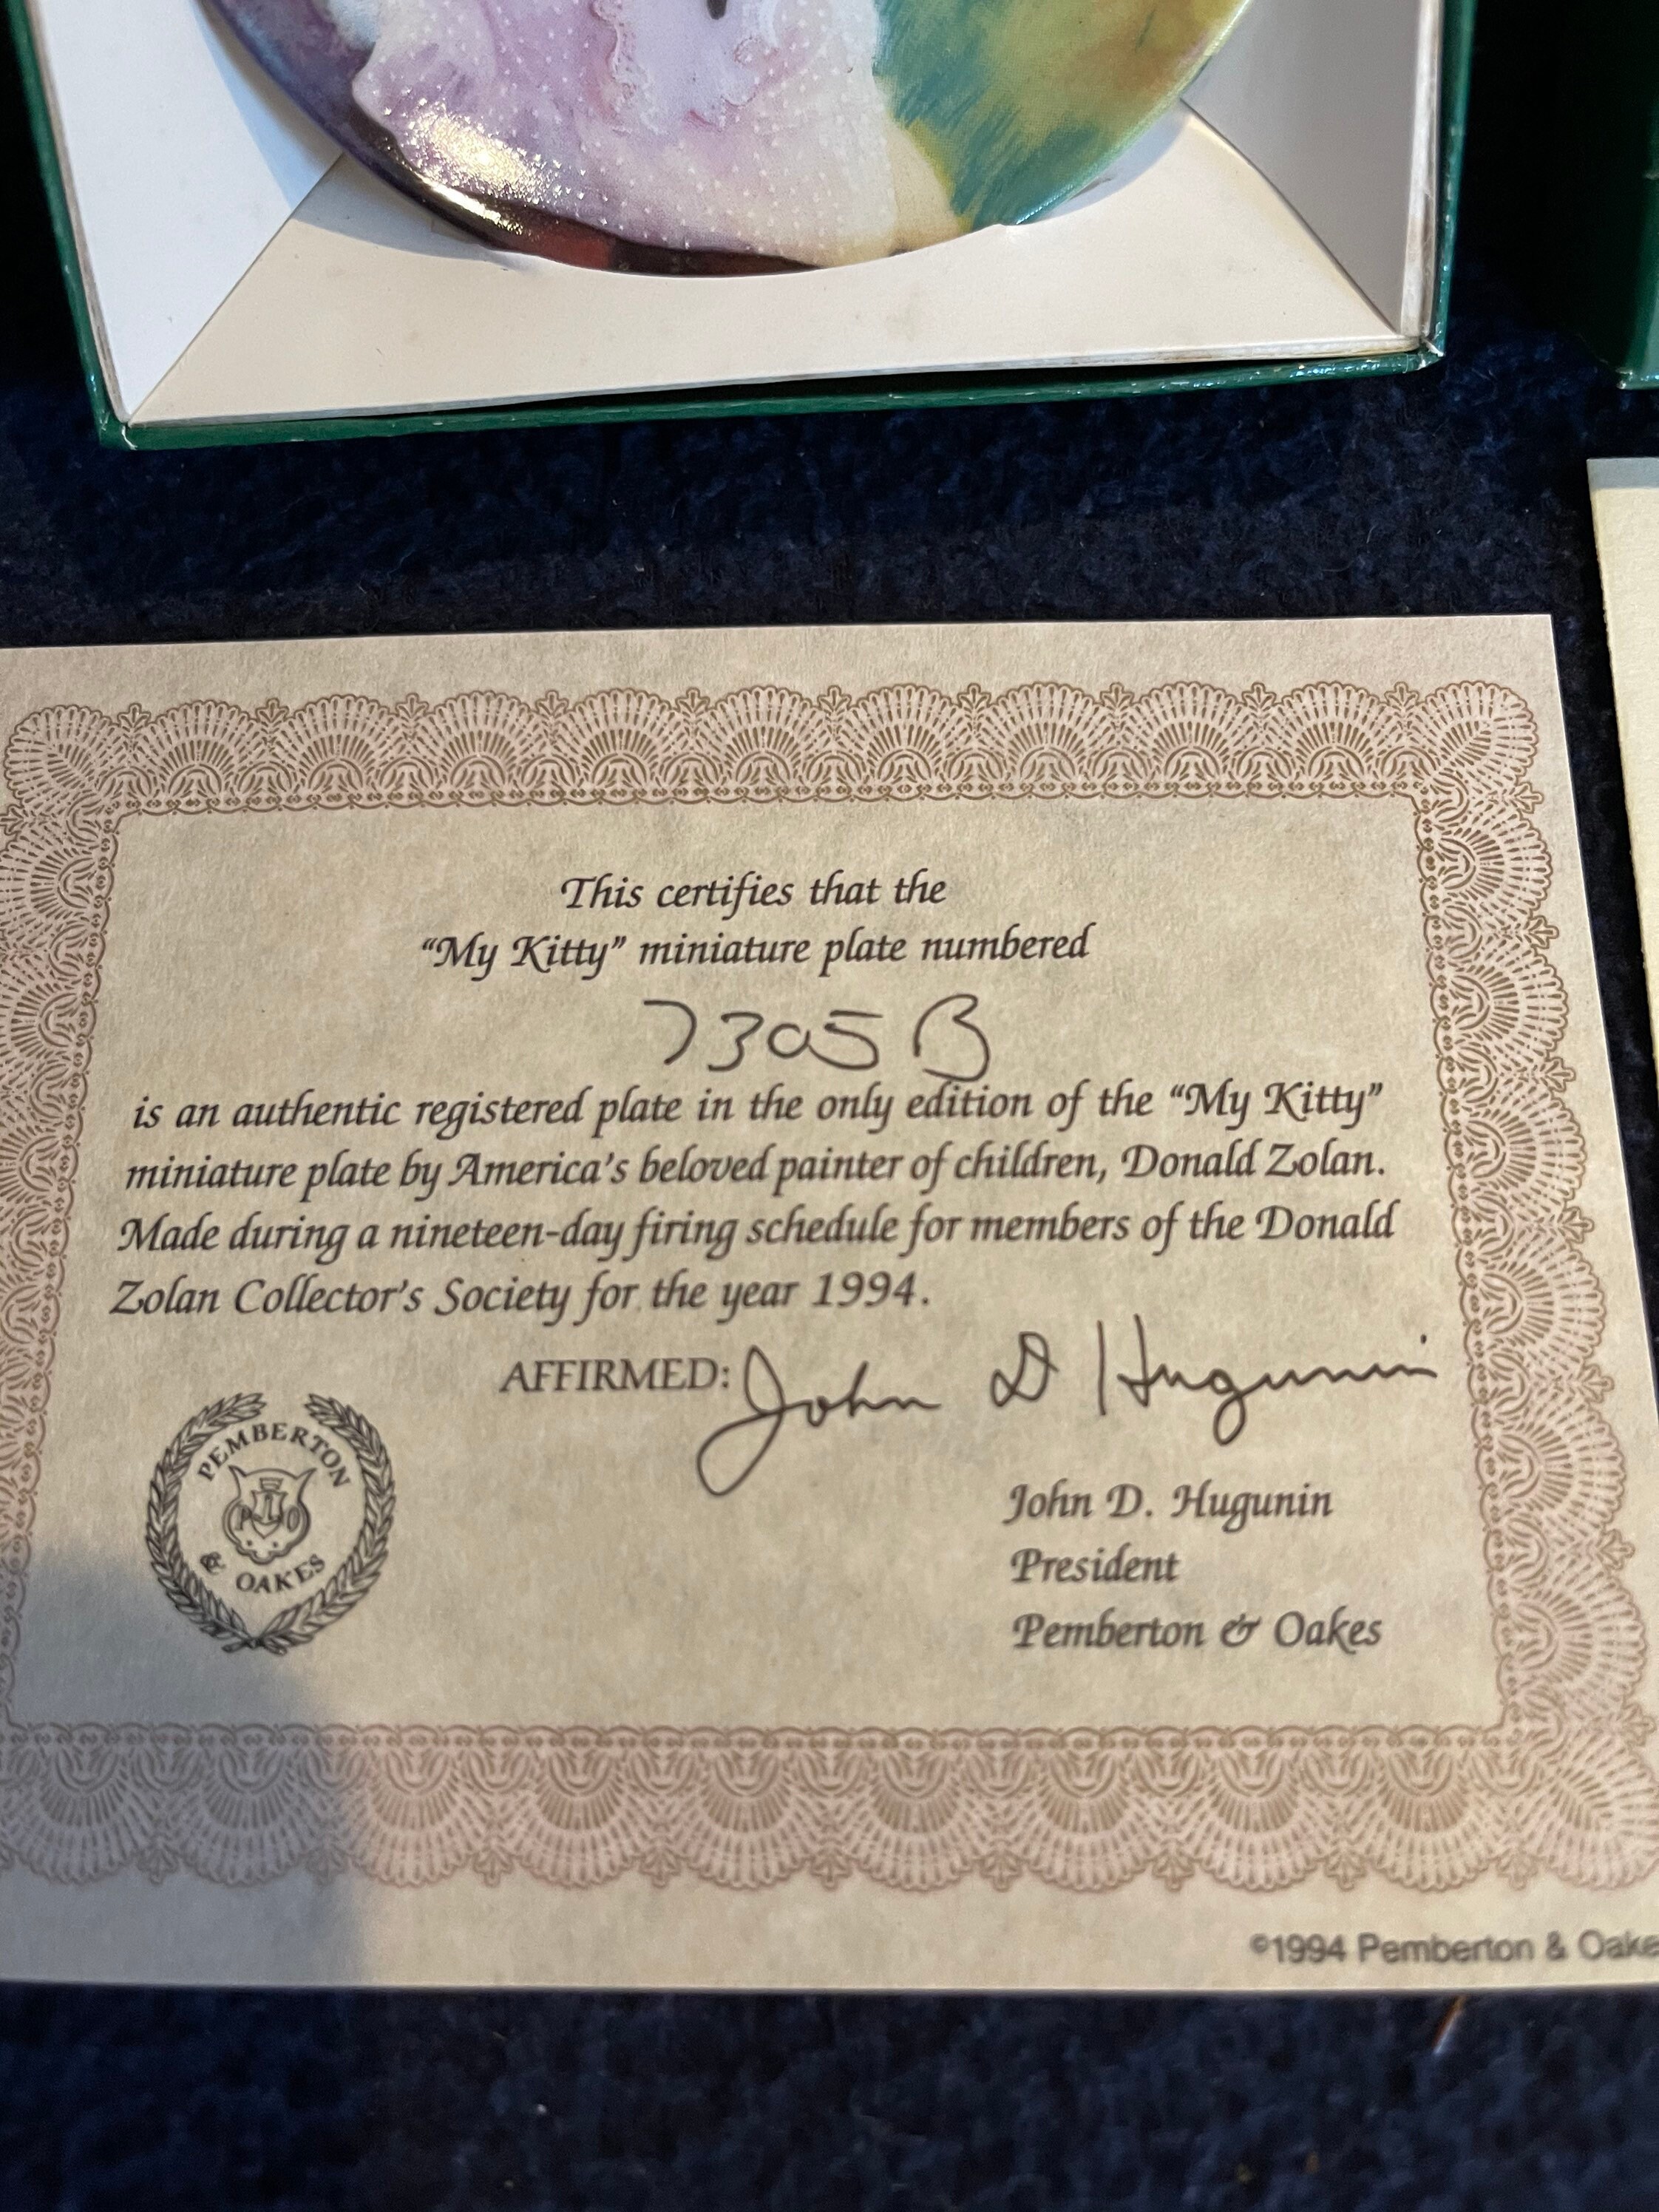 This certifies that the
“My Kitty” miniature plate numbered
7305 B
is an authentic registered plate in the only edition of the “My Kitty”
miniature plate by America’s beloved painter of children, Donald Zolan.
Made during a nineteen-day firing schedule for members of the Donald
Zolan Collector’s Society for the year 1994.
AFFIRMED: John D Hugunin
PEMBERTON
& OAKES
John D. Hugunin
President
Pemberton & Oakes
©1994 Pemberton & Oake